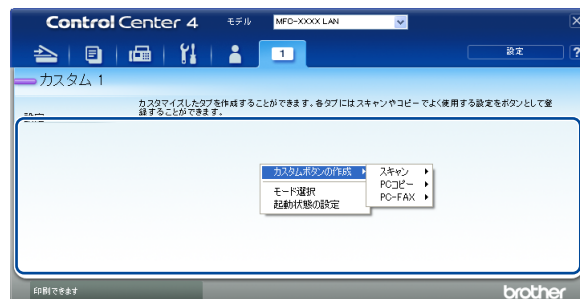 Control Center 4
モデル
MFC-XXXX LAN
1
設定
?
カスタム 1
カスタマイズしたタブを作成することができます。各タブにはスキャンやコピーでよく使用する設定をボタンとして登
録することができます。
設定
カスタムボタンの作成
スキャン
モード選択
PCコピー
起動状態の設定
PC-FAX
印刷できます
brother